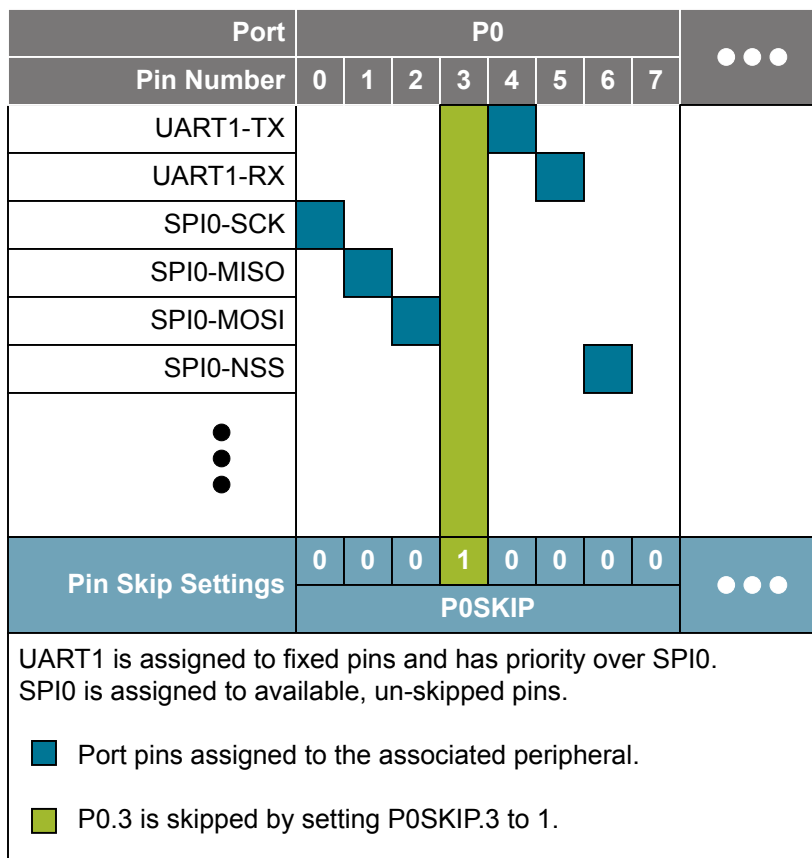 Port P0
Pin Number 0 1 2 3 4 5 6 7
UART1-TX
UART1-RX
SPI0-SCK
SPI0-MISO
SPI0-MOSI
SPI0-NSS
Pin Skip Settings 0 0 0 1 0 0 0 0
P0SKIP
UART1 is assigned to fixed pins and has priority over SPI0.
SPI0 is assigned to available, un-skipped pins.
Port pins assigned to the associated peripheral.
P0.3 is skipped by setting P0SKIP.3 to 1.